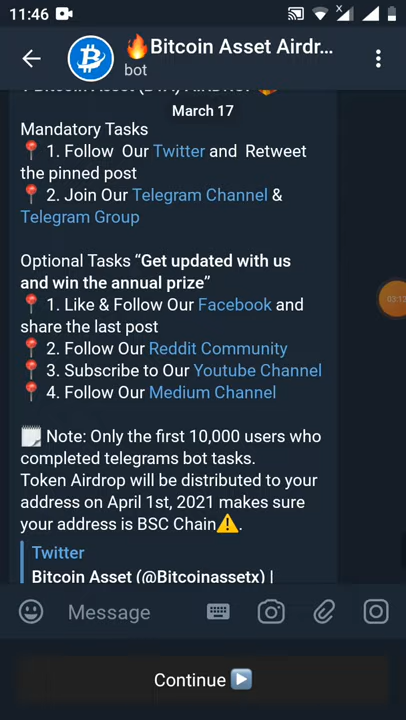 11:46
🔥Bitcoin Asset Airdr...
bot
March 17
Mandatory Tasks
📍 1. Follow Our Twitter and Retweet
the pinned post
📍 2. Join Our Telegram Channel &
Telegram Group
Optional Tasks “Get updated with us
and win the annual prize”
📍 1. Like & Follow Our Facebook and
share the last post
📍 2. Follow Our Reddit Community
📍 3. Subscribe to Our Youtube Channel
📍 4. Follow Our Medium Channel
🗒 Note: Only the first 10,000 users who
completed telegrams bot tasks.
Token Airdrop will be distributed to your
address on April 1st, 2021 makes sure
your address is BSC Chain⚠️.
Twitter
Bitcoin Asset (@Bitcoinassetx) |
Message
Continue ▶️